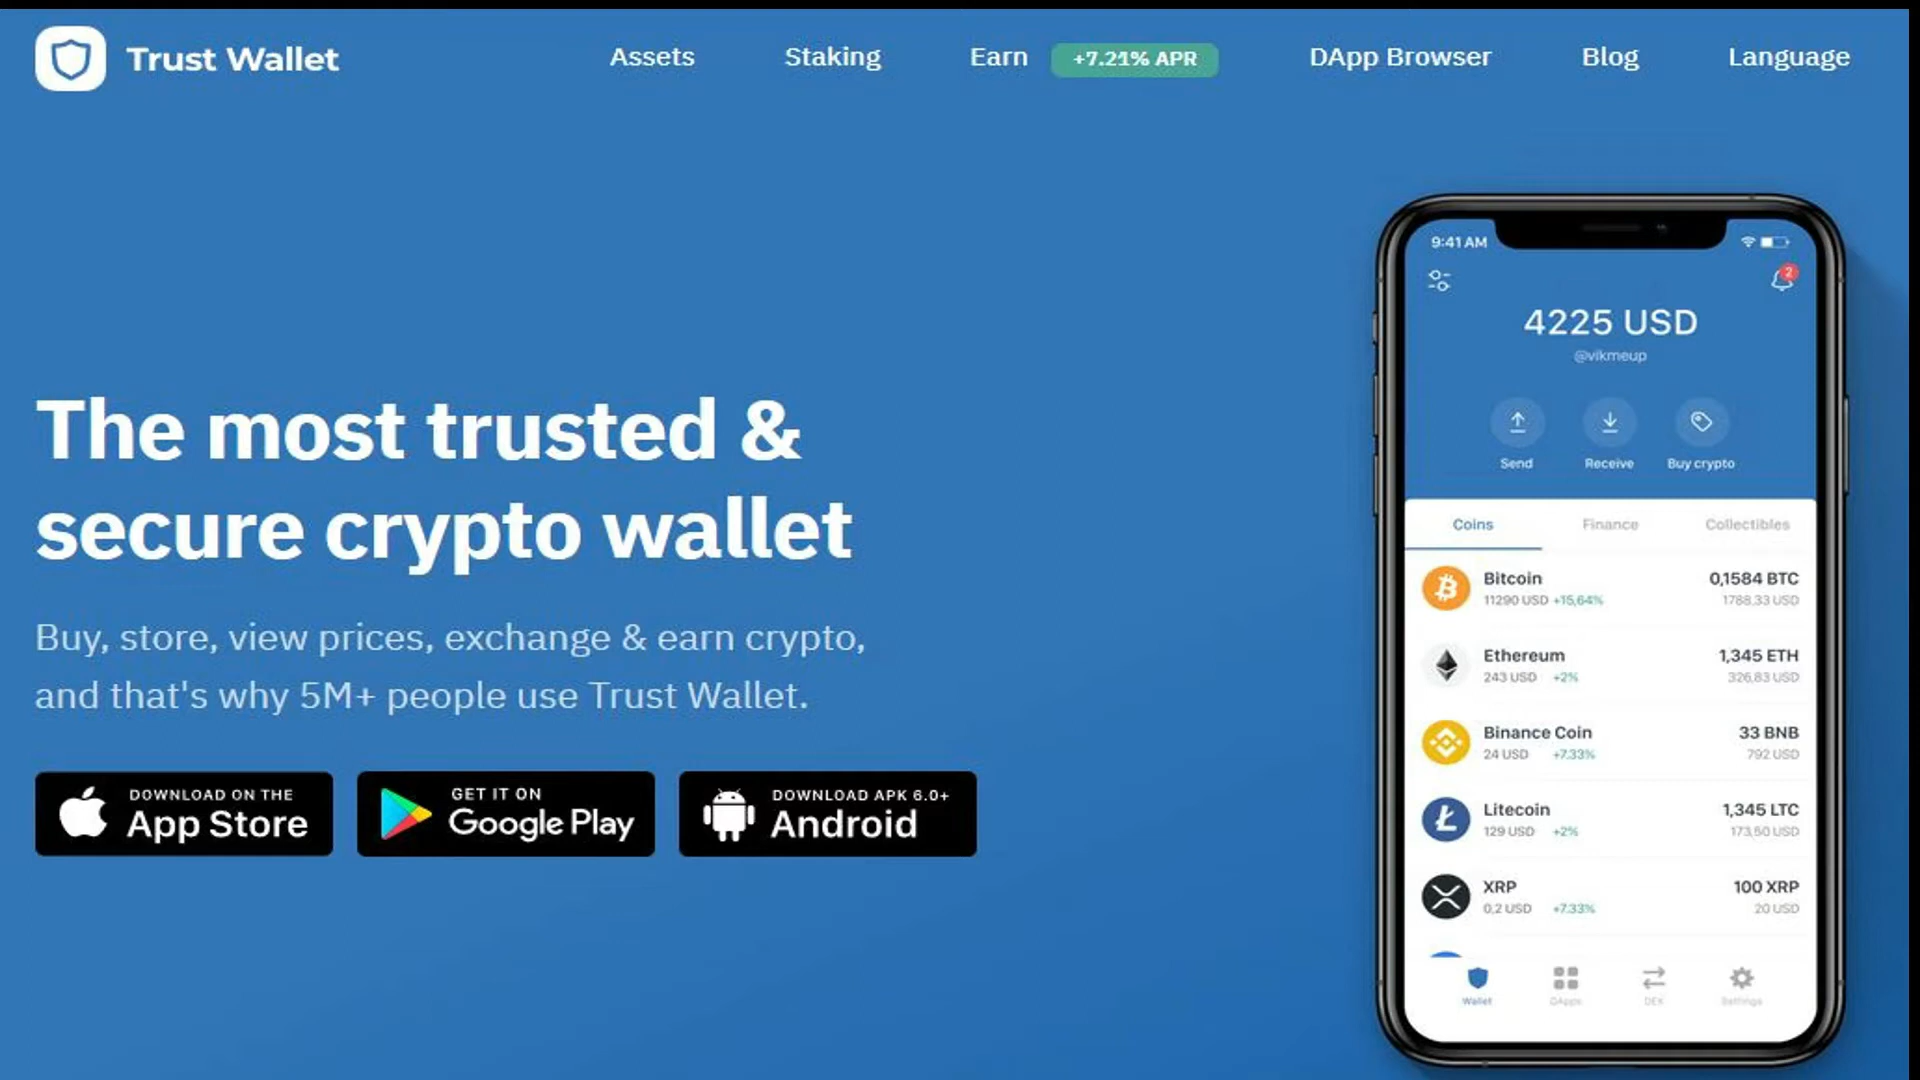 Trust Wallet
Assets
Staking
Earn
+7.21% APR
DApp Browser
Blog
Language
The most trusted &
secure crypto wallet
Buy, store, view prices, exchange & earn crypto,
and that's why 5M+ people use Trust Wallet.
DOWNLOAD ON THE
App Store
GET IT ON
Google Play
DOWNLOAD APK 6.0+
Android
9:41 AM
2
4225 USD
@vikmeup
Send
Receive
Buy crypto
Coins
Finance
Collectibles
Bitcoin
0,1584 BTC
11290 USD +15,64%
1788,33 USD
Ethereum
1,345 ETH
243 USD +2%
326,83 USD
Binance Coin
33 BNB
24 USD +7.33%
792 USD
Litecoin
1,345 LTC
129 USD +2%
173,50 USD
XRP
100 XRP
0,2 USD +7.33%
20 USD
Wallet
DApps
DEX
Settings